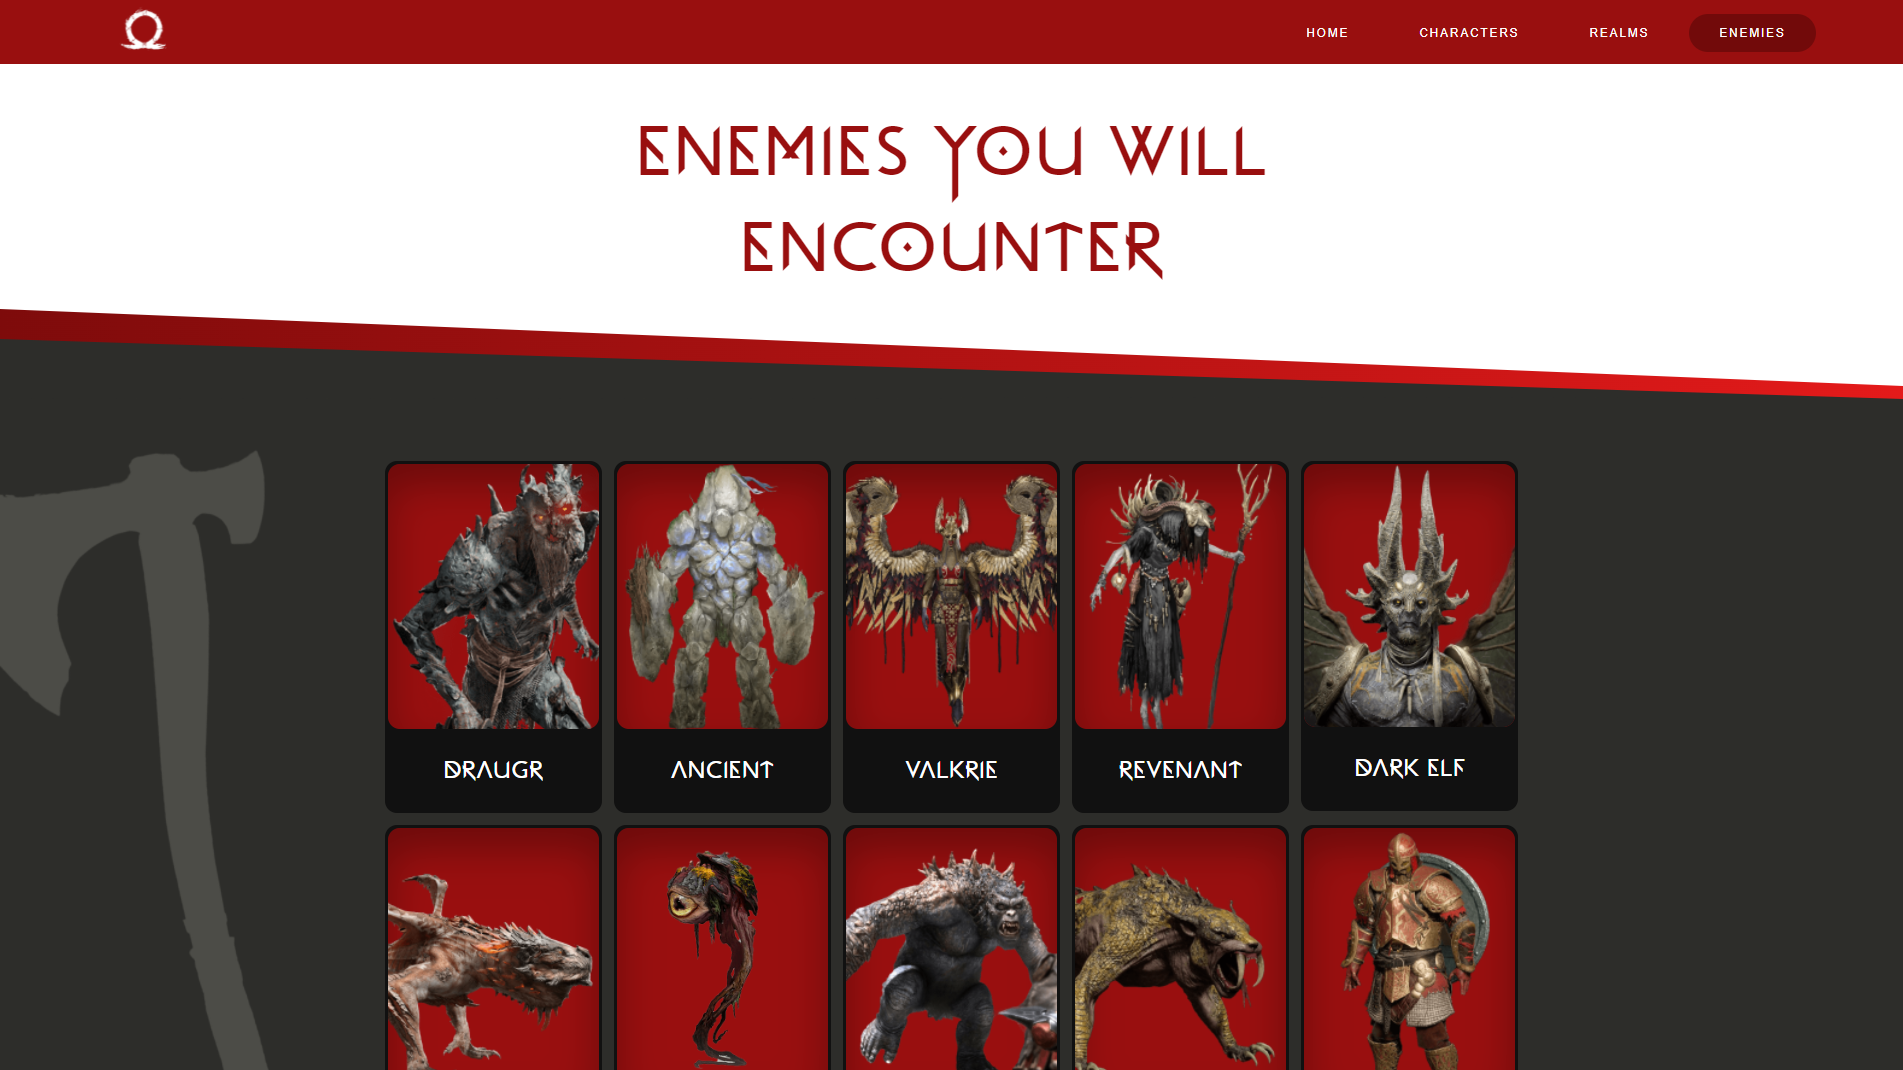 HOME
CHARACTERS
REALMS
ENEMIES
ENEMIES YOU WILL
ENCOUNTER
DRAUGR
ANCIENT
VALKRIE
REVENANT
DARK ELF